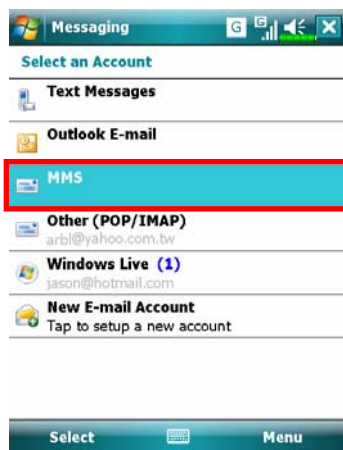 Messaging
G
G
Select an Account
Text Messages
Outlook E-mail
MMS
Other (POP/IMAP)
arbl@yahoo.com.tw
Windows Live (1)
jason@hotmail.com
New E-mail Account
Tap to setup a new account
Select
Menu